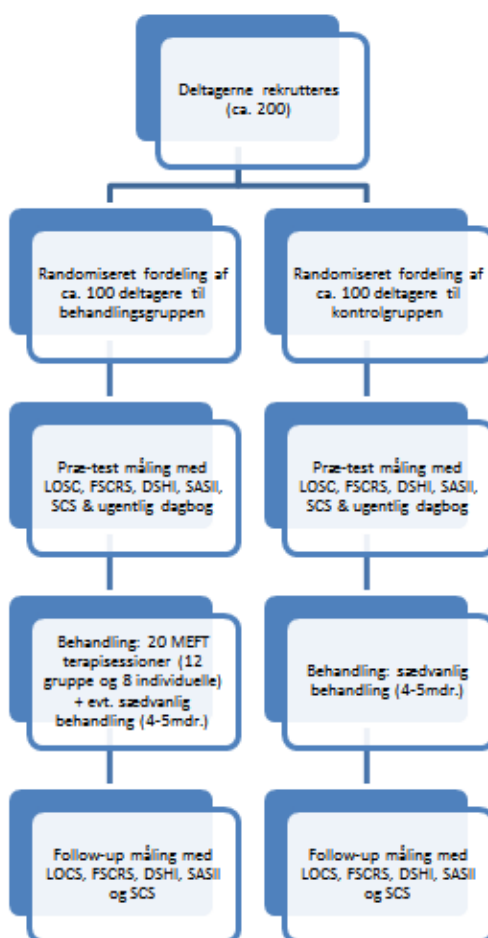 Deltagerne rekrutteres
(ca. 200)
Randomiseret fordeling af
ca. 100 deltagere til
behandlingsgruppen
Randomiseret fordeling af
ca. 100 deltagere til
kontrolgruppen
Præ-test måling med
LOSC, FSCRS, DSHI, SASII,
SCS & ugentlig dagbog
Præ-test måling med
LOSC, FSCRS, DSHI, SASII,
SCS & ugentlig dagbog
Behandling: 20 MEFT
terapisessioner (12
gruppe og 8 individuelle)
+ evt. sædvanlig
behandling (4-5mdr.)
Behandling: sædvanlig
behandling (4-5mdr.)
Follow-up måling med
LOCS, FSCRS, DSHI, SASII
og SCS
Follow-up måling med
LOCS, FSCRS, DSHI, SASII
og SCS